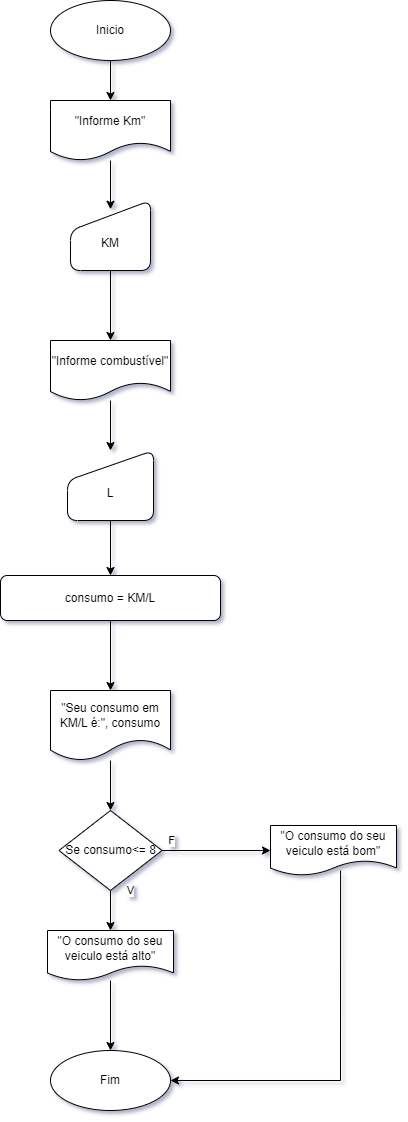 Inicio
"Informe Km"
KM
"Informe combustível"
L
consumo = KM/L
"Seu consumo em
KM/L é:", consumo
Se consumo<= 8
F
"O consumo do seu
veiculo está bom"
V
"O consumo do seu
veiculo está alto"
Fim